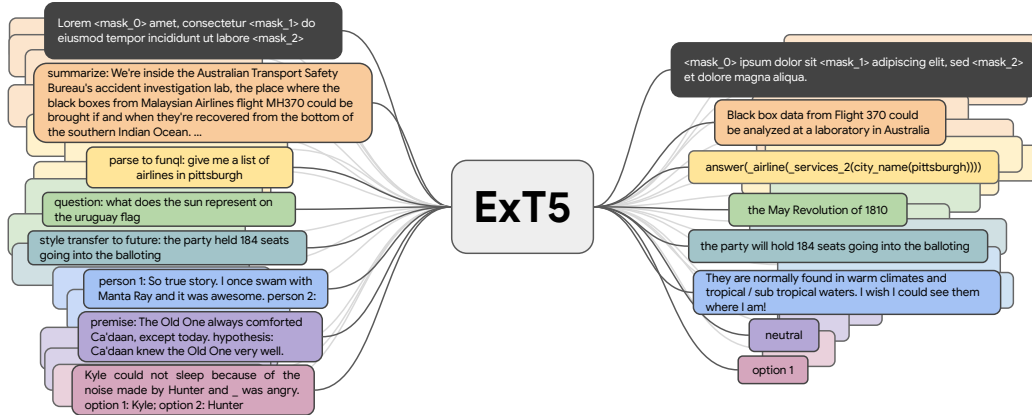 Lorem <mask_0> amet, consectetur <mask_1> do
eiusmod tempor incididunt ut labore <mask_2>
summarize: We're inside the Australian Transport Safety
Bureau's accident investigation lab, the place where the
black boxes from Malaysian Airlines flight MH370 could be
brought if and when they're recovered from the bottom of
the southern Indian Ocean. ...
parse to funql: give me a list of
airlines in pittsburgh
question: what does the sun represent on
the uruguay flag
style transfer to future: the party held 184 seats
going into the balloting
person 1: So true story. I once swam with
Manta Ray and it was awesome. person 2:
premise: The Old One always comforted
Ca'daan, except today. hypothesis:
Ca'daan knew the Old One very well.
Kyle could not sleep because of the
noise made by Hunter and _ was angry.
option 1: Kyle; option 2: Hunter
ExT5
<mask_0> ipsum dolor sit <mask_1> adipiscing elit, sed <mask_2>
et dolore magna aliqua.
Black box data from Flight 370 could
be analyzed at a laboratory in Australia
answer(_airline(_services_2(city_name(pittsburgh))))
the May Revolution of 1810
the party will hold 184 seats going into the balloting
They are normally found in warm climates and
tropical / sub tropical waters. I wish I could see them
where I am!
neutral
option 1